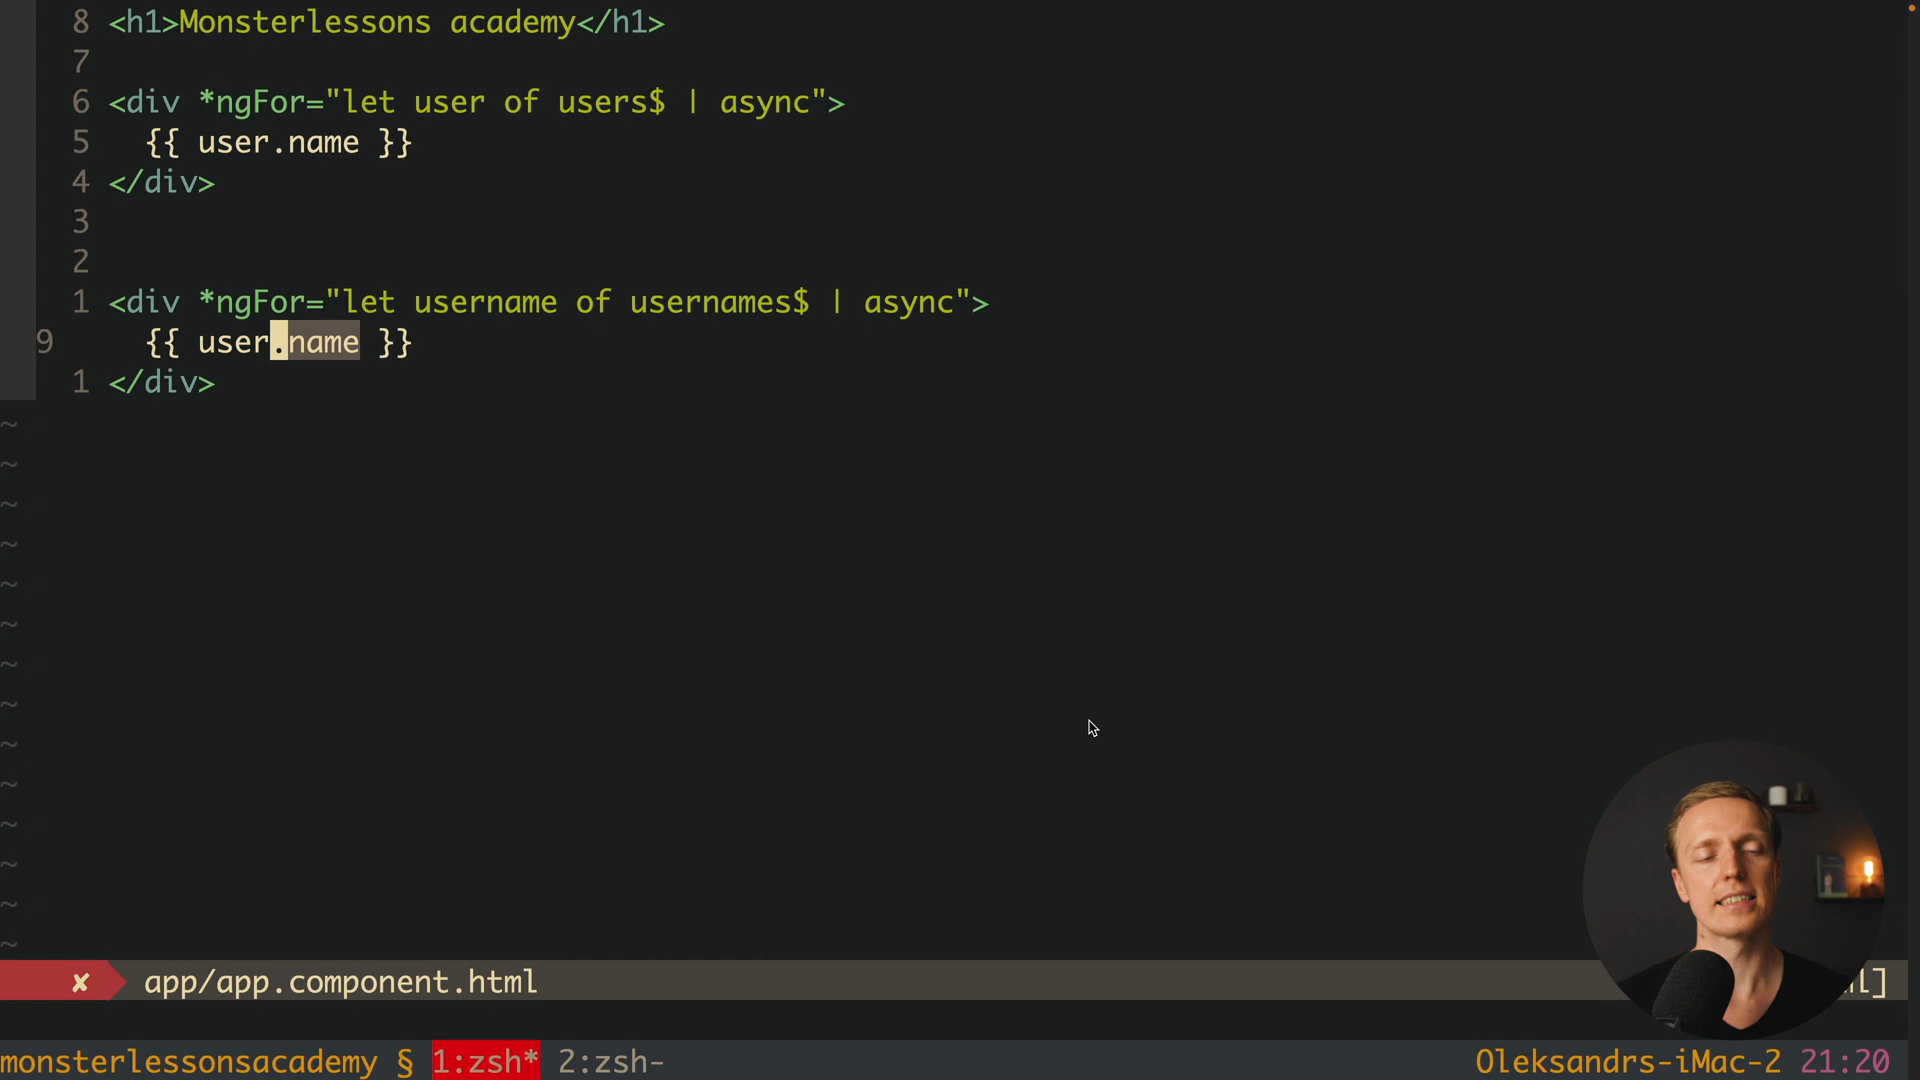 8 <h1>Monsterlessons academy</h1>
7
6 <div *ngFor="let user of users$ | async">
5 {{ user.name }}
4 </div>
3
2
1 <div *ngFor="let username of usernames$ | async">
9 {{ user.name }}
1 </div>
~
~
~
~
~
~
~
~
~
~
~
~
~
~
✘ app/app.component.html l]
monsterlessonsacademy § 1:zsh* 2:zsh- Oleksandrs-iMac-2 21:20